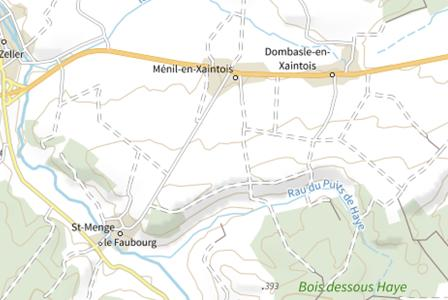 Zeller
Ménil-en-Xaintois
Dombasle-en-
Xaintois
Rau du Puits de Haye
St-Menge
le Faubourg
.393
Bois dessous Haye